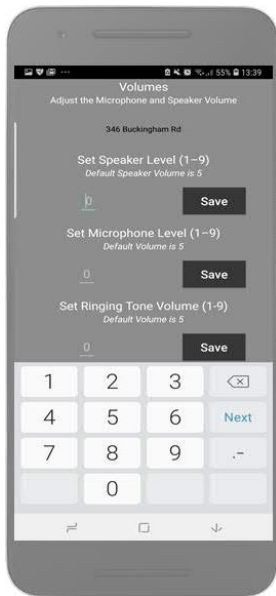 55% 13:39
Volumes
Adjust the Microphone and Speaker Volume
346 Buckingham Rd
Set Speaker Level (1–9)
Default Speaker Volume is 5
0 Save
Set Microphone Level (1–9)
Default Volume is 5
0 Save
Set Ringing Tone Volume (1-9)
Default Volume is 5
0 Save
1 2 3
4 5 6 Next
7 8 9 .-
0